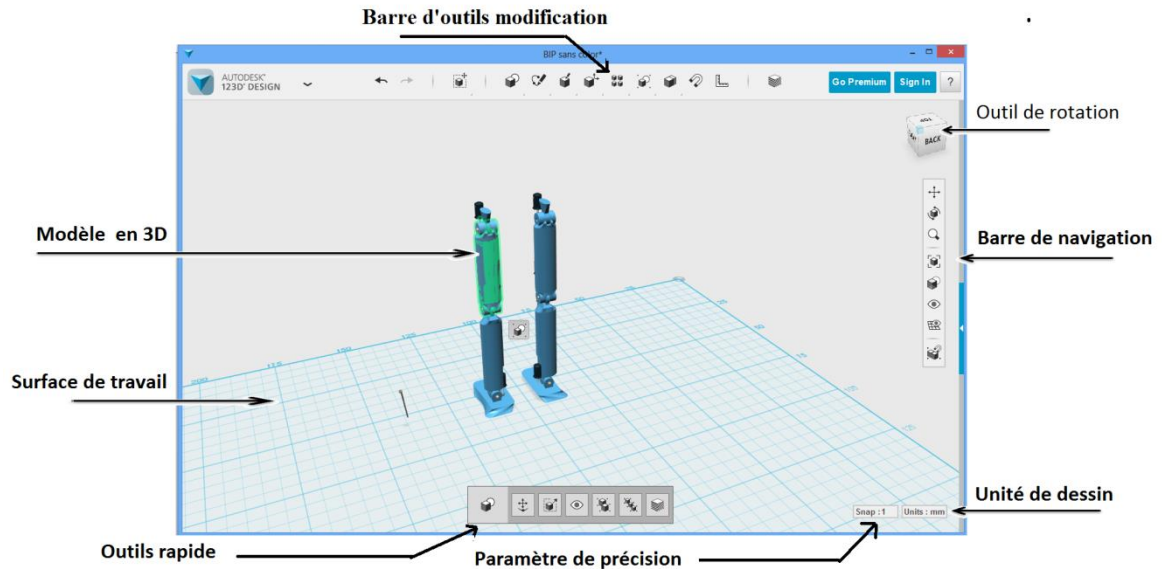 Barre d'outils modification
BIP sans color*
AUTODESK®
123D® DESIGN
Go Premium
Sign In
?
Outil de rotation
TOP
BACK
Modèle en 3D
Barre de navigation
Surface de travail
Unité de dessin
Snap : 1
Units : mm
Outils rapide
Paramètre de précision